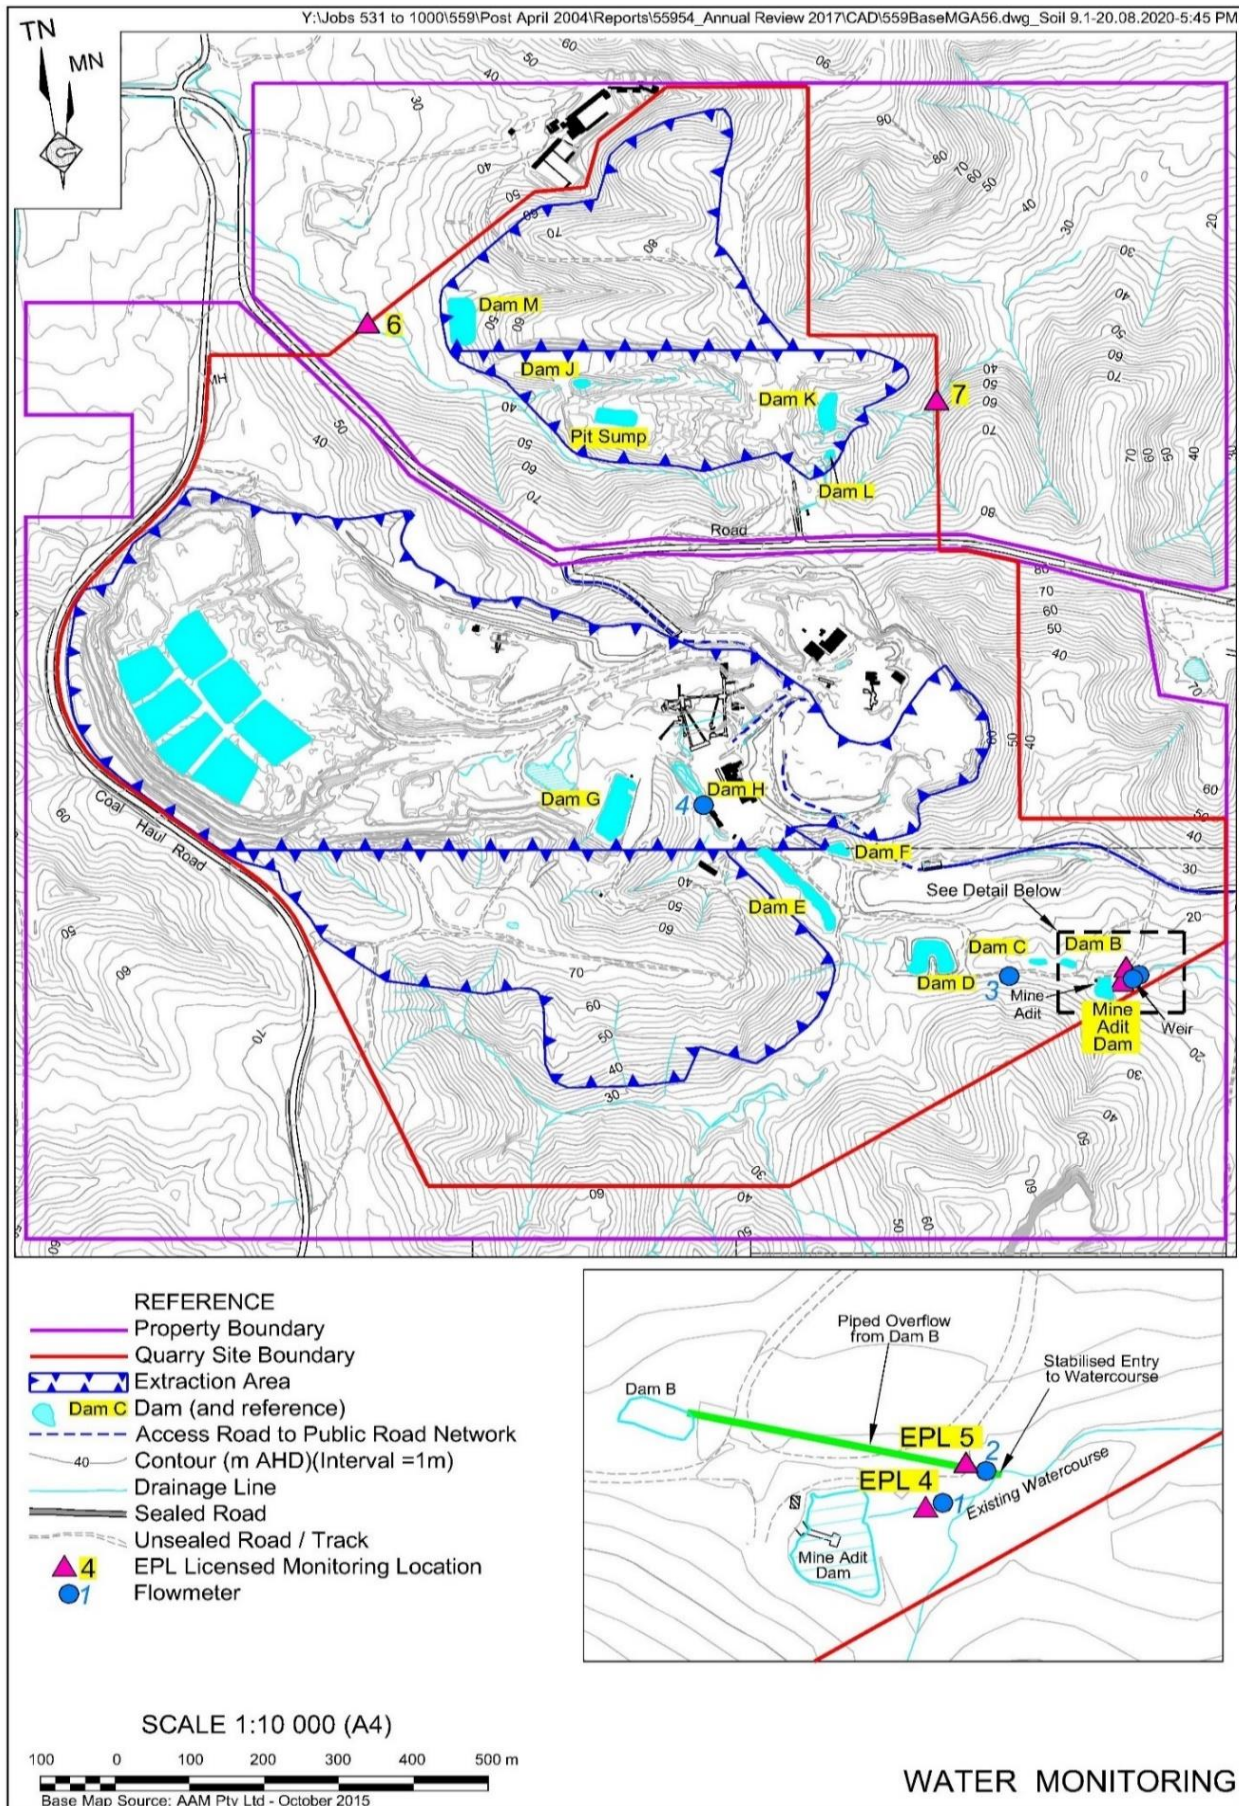 Y:\Jobs 531 to 1000\559\Post April 2004\Reports\55954_Annual Review 2017\CAD\559BaseMGA56.dwg_Soil 9.1-20.08.2020-5:45 PM
TN
MN
6
Dam M
Dam J
Dam K
7
Pit Sump
Dam L
MH
Road
Coal Haul Road
Dam G
4
Dam H
Dam F
See Detail Below
Dam E
Dam C
Dam B
Dam D
3
Mine
Adit
Mine
Adit
Dam
Weir
REFERENCE
Property Boundary
Quarry Site Boundary
Extraction Area
Dam C Dam (and reference)
Access Road to Public Road Network
40 Contour (m AHD)(Interval =1m)
Drainage Line
Sealed Road
Unsealed Road / Track
4 EPL Licensed Monitoring Location
1 Flowmeter
Piped Overflow
from Dam B
Stabilised Entry
to Watercourse
Dam B
EPL 5
2
EPL 4
1
Existing Watercourse
Mine Adit
Dam
SCALE 1:10 000 (A4)
100 0 100 200 300 400 500 m
Base Map Source: AAM Pty Ltd - October 2015
WATER MONITORING